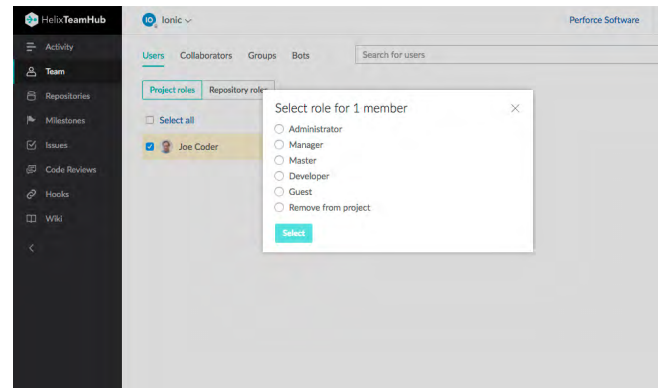 HelixTeamHub
Ionic
Perforce Software
Activity
Team
Repositories
Milestones
Issues
Code Reviews
Hooks
Wiki
Users Collaborators Groups Bots
Search for users
Project roles Repository roles
Select all
Joe Coder
Select role for 1 member
Administrator
Manager
Master
Developer
Guest
Remove from project
Select